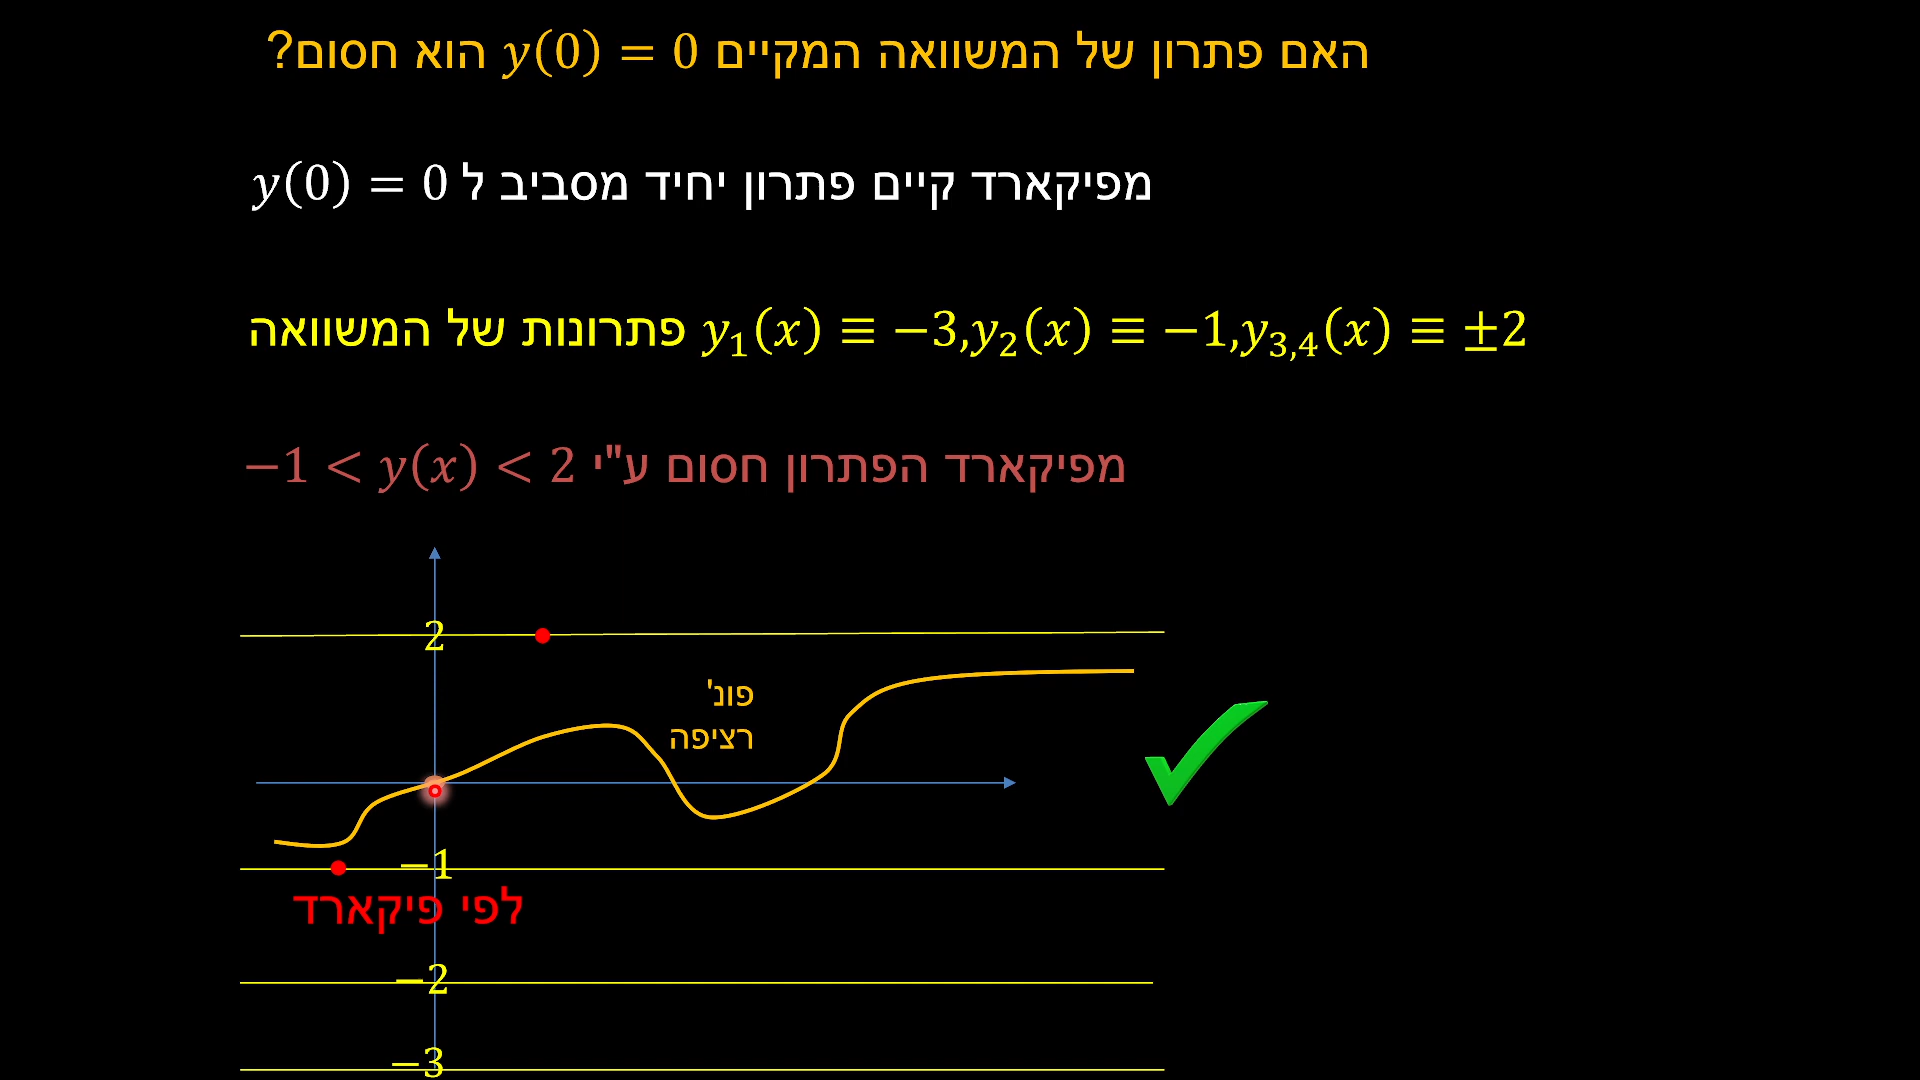 האם פתרון של המשוואה המקיים y(0) = 0 הוא חסום?
מפיקארד קיים פתרון יחיד מסביב ל y(0) = 0
y₁(x) ≡ −3,y₂(x) ≡ −1,y₃,₄(x) ≡ ±2 פתרונות של המשוואה
מפיקארד הפתרון חסום ע"י −1 < y(x) < 2
2
פונ'
רציפה
−1
לפי פיקארד
−2
−3